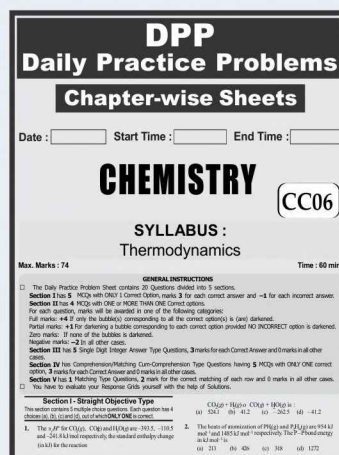 DPP
Daily Practice Problems
Chapter-wise Sheets
Date : Start Time : End Time :
CHEMISTRY CC06
SYLLABUS :
Thermodynamics
Max. Marks : 74 Time : 60 min
GENERAL INSTRUCTIONS
The Daily Practice Problem Sheet contains 20 Questions divided into 5 sections.
Section I has 5 MCQs with ONLY 1 Correct Option, marks 3 for each correct answer and –1 for each incorrect answer.
Section II has 4 MCQs with ONE or MORE THAN ONE Correct options.
For each question, marks will be awarded in one of the following categories:
Full marks: +4 If only the bubble(s) corresponding to all the correct option(s) is (are) darkened.
Partial marks: +1 For darkening a bubble corresponding to each correct option provided NO INCORRECT option is darkened.
Zero marks: If none of the bubbles is darkened.
Negative marks: –2 In all other cases.
Section III has 5 Single Digit Integer Answer Type Questions, 3 marks for each Correct Answer and 0 marks in all other
cases.
Section IV has Comprehension/Matching Cum-Comprehension Type Questions having 5 MCQs with ONLY ONE correct
option, 3 marks for each Correct Answer and 0 marks in all other cases.
Section V has 1 Matching Type Questions, 2 mark for the correct matching of each row and 0 marks in all other cases.
You have to evaluate your Response Grids yourself with the help of Solutions.
Section I - Straight Objective Type
This section contains 5 multiple choice questions. Each question has 4
choices (a), (b), (c) and (d), out of which ONLY ONE is correct.
1. The for CO₂(g), CO(g) and H₂O(g) are –393.5, –110.5
and –241.8 kJ/mol respectively, the standard enthalpy change
(in kJ) for the reaction
CO₂(g) + H₂(g) CO(g) + H₂O(g) is :
(a) 524.1 (b) 41.2 (c) – 262.5 (d) – 41.2
2. The heats of atomization of PH₃(g) and P₂H₄(g) are 954 kJ
mol⁻¹ and 1485 kJ mol⁻¹ respectively. The P–P bond energy
in kJ mol⁻¹ is
(a) 213 (b) 426 (c) 318 (d) 1272